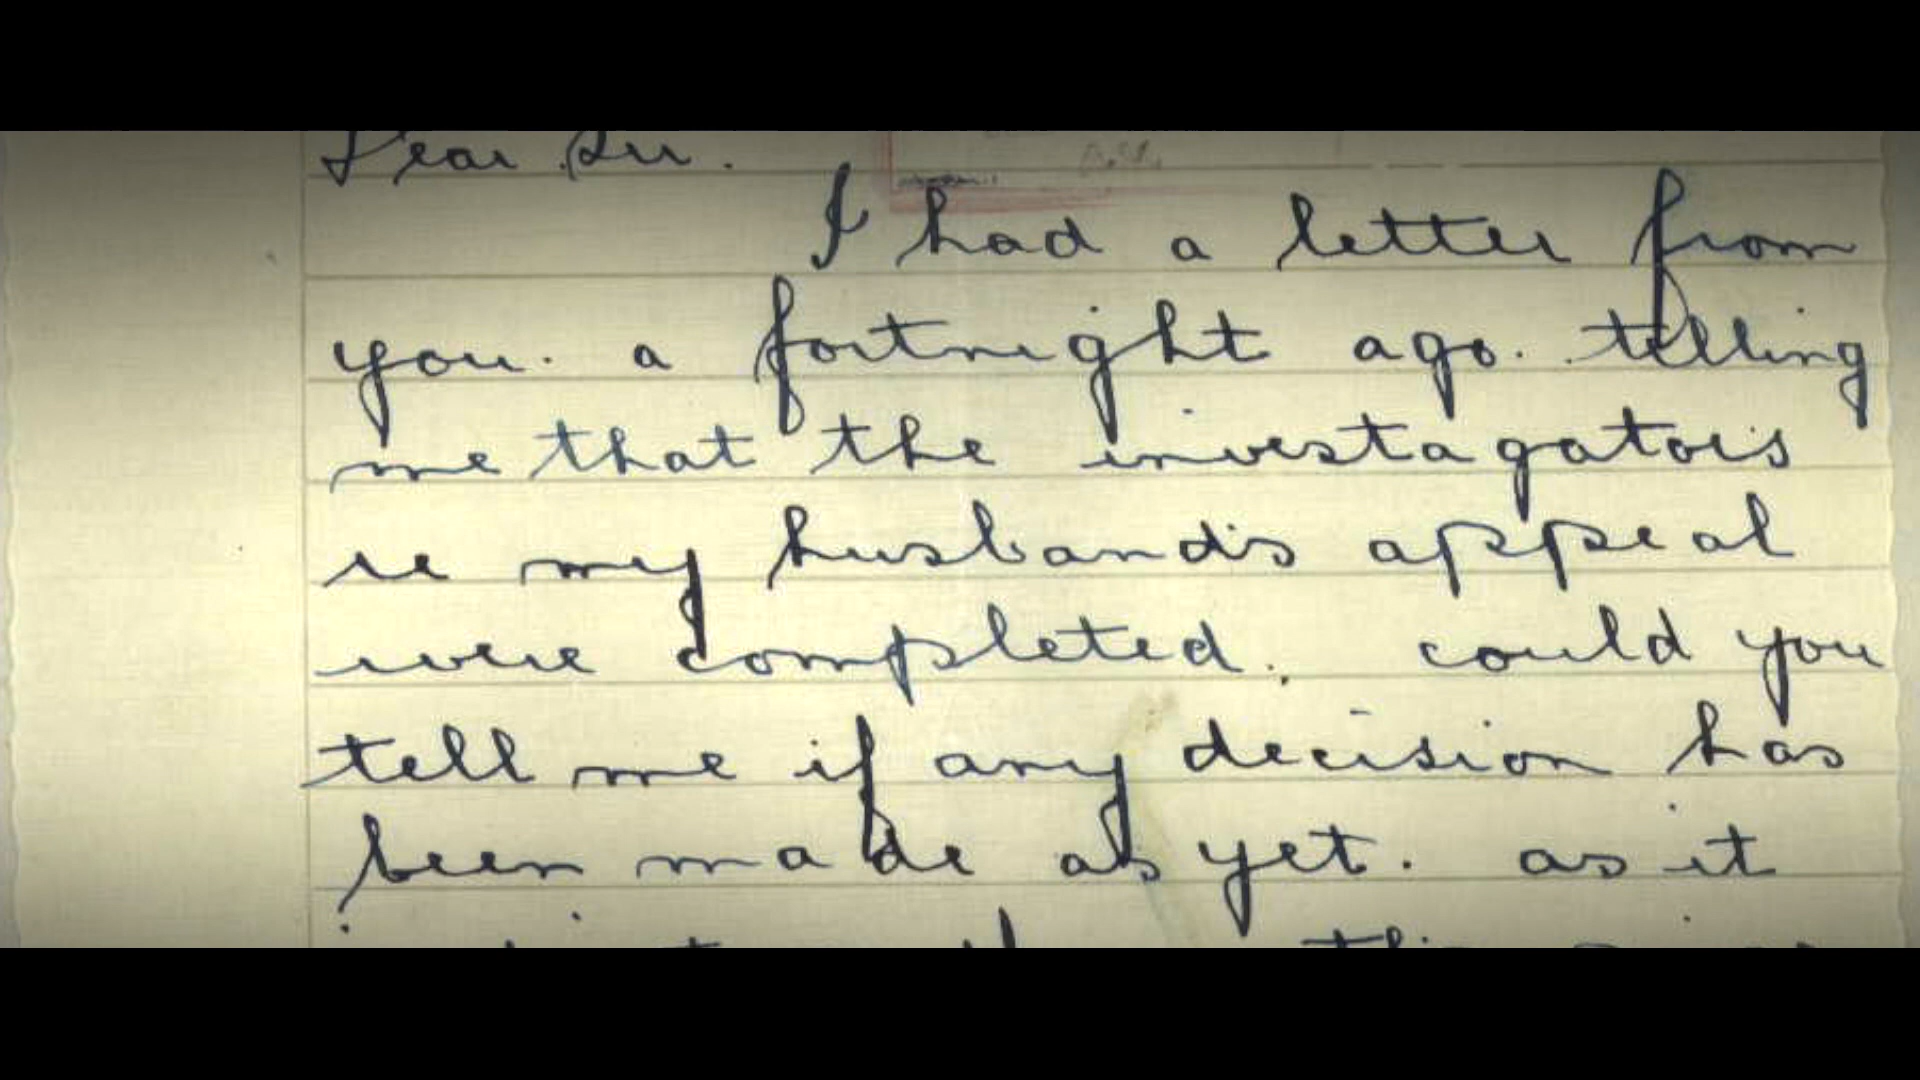 Dear Sir.
I had a letter from
you. a fortnight ago. telling
me that the investagators
re my husband's appeal
were completed. could you
tell me if any decision has
been made as yet. as it